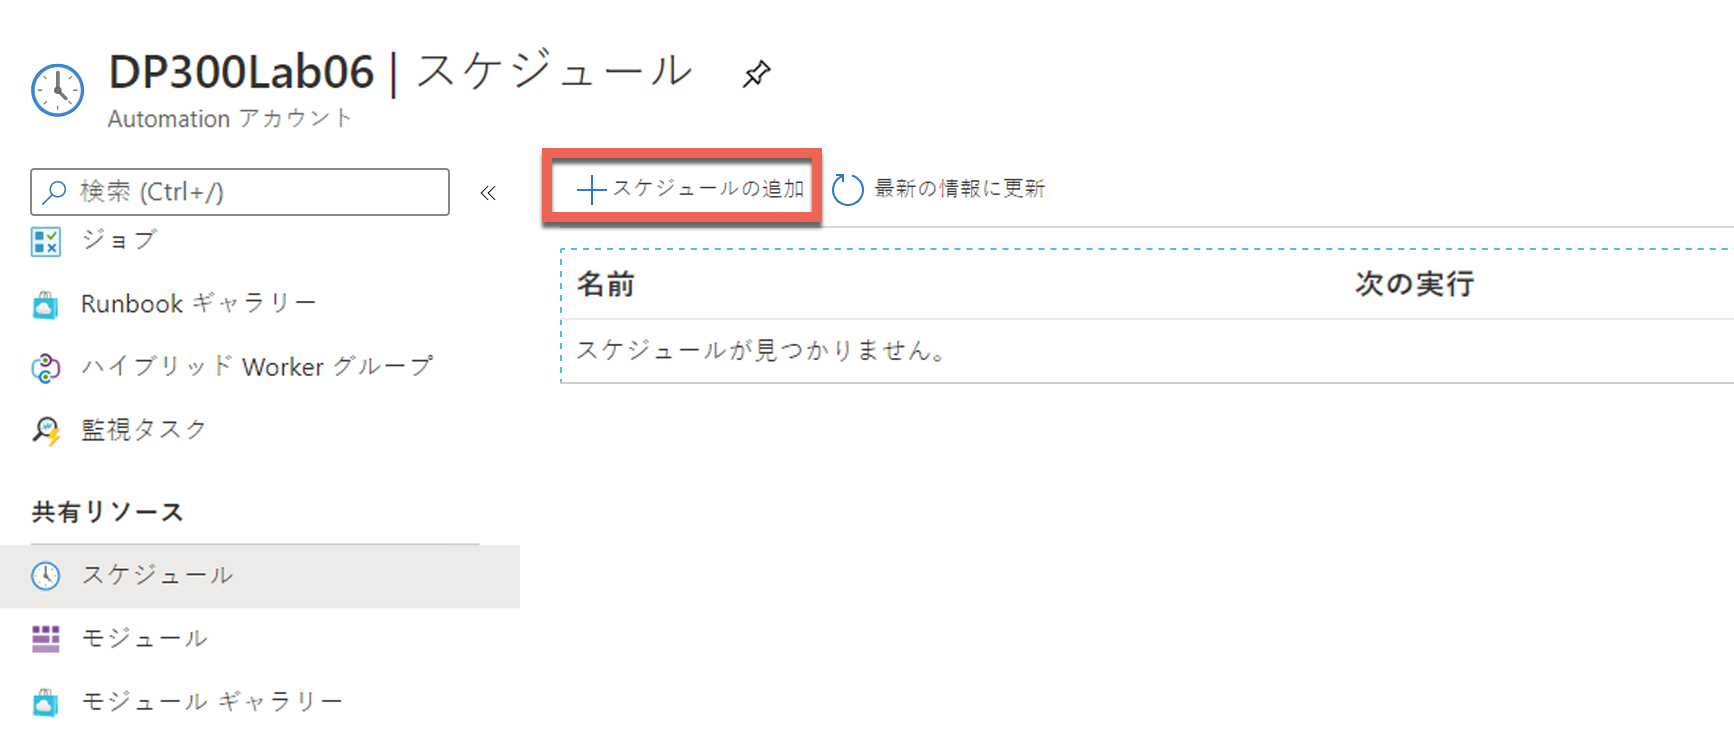 DP300Lab06 | スケジュール
Automation アカウント
検索 (Ctrl+/)
«
ジョブ
Runbook ギャラリー
ハイブリッド Worker グループ
監視タスク
共有リソース
スケジュール
モジュール
モジュール ギャラリー
スケジュールの追加 最新の情報に更新
名前 次の実行
スケジュールが見つかりません。